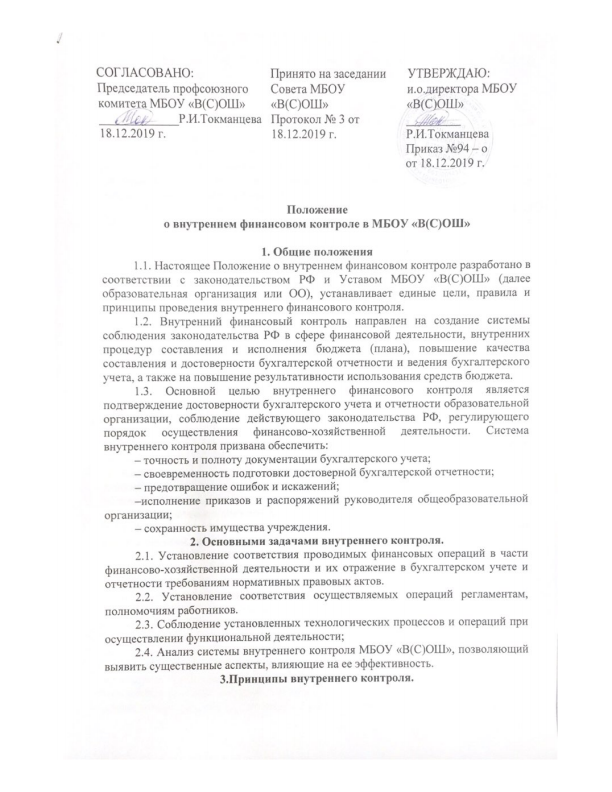 СОГЛАСОВАНО:
Председатель профсоюзного
комитета МБОУ «В(С)ОШ»
____________Р.И.Токманцева
18.12.2019 г.
Принято на заседании
Совета МБОУ
«В(С)ОШ»
Протокол № 3 от
18.12.2019 г.
УТВЕРЖДАЮ:
и.о.директора МБОУ
«В(С)ОШ»
Р.И.Токманцева
Приказ №94 – о
от 18.12.2019 г.
Положение
о внутреннем финансовом контроле в МБОУ «В(С)ОШ»
1. Общие положения
1.1. Настоящее Положение о внутреннем финансовом контроле разработано в
соответствии с законодательством РФ и Уставом МБОУ «В(С)ОШ» (далее
образовательная организация или ОО), устанавливает единые цели, правила и
принципы проведения внутреннего финансового контроля.
1.2. Внутренний финансовый контроль направлен на создание системы
соблюдения законодательства РФ в сфере финансовой деятельности, внутренних
процедур составления и исполнения бюджета (плана), повышение качества
составления и достоверности бухгалтерской отчетности и ведения бухгалтерского
учета, а также на повышение результативности использования средств бюджета.
1.3. Основной целью внутреннего финансового контроля является
подтверждение достоверности бухгалтерского учета и отчетности образовательной
организации, соблюдение действующего законодательства РФ, регулирующего
порядок осуществления финансово-хозяйственной деятельности. Система
внутреннего контроля призвана обеспечить:
– точность и полноту документации бухгалтерского учета;
– своевременность подготовки достоверной бухгалтерской отчетности;
– предотвращение ошибок и искажений;
–исполнение приказов и распоряжений руководителя общеобразовательной
организации;
– сохранность имущества учреждения.
2. Основными задачами внутреннего контроля.
2.1. Установление соответствия проводимых финансовых операций в части
финансово-хозяйственной деятельности и их отражение в бухгалтерском учете и
отчетности требованиям нормативных правовых актов.
2.2. Установление соответствия осуществляемых операций регламентам,
полномочиям работников.
2.3. Соблюдение установленных технологических процессов и операций при
осуществлении функциональной деятельности;
2.4. Анализ системы внутреннего контроля МБОУ «В(С)ОШ», позволяющий
выявить существенные аспекты, влияющие на ее эффективность.
3.Принципы внутреннего контроля.